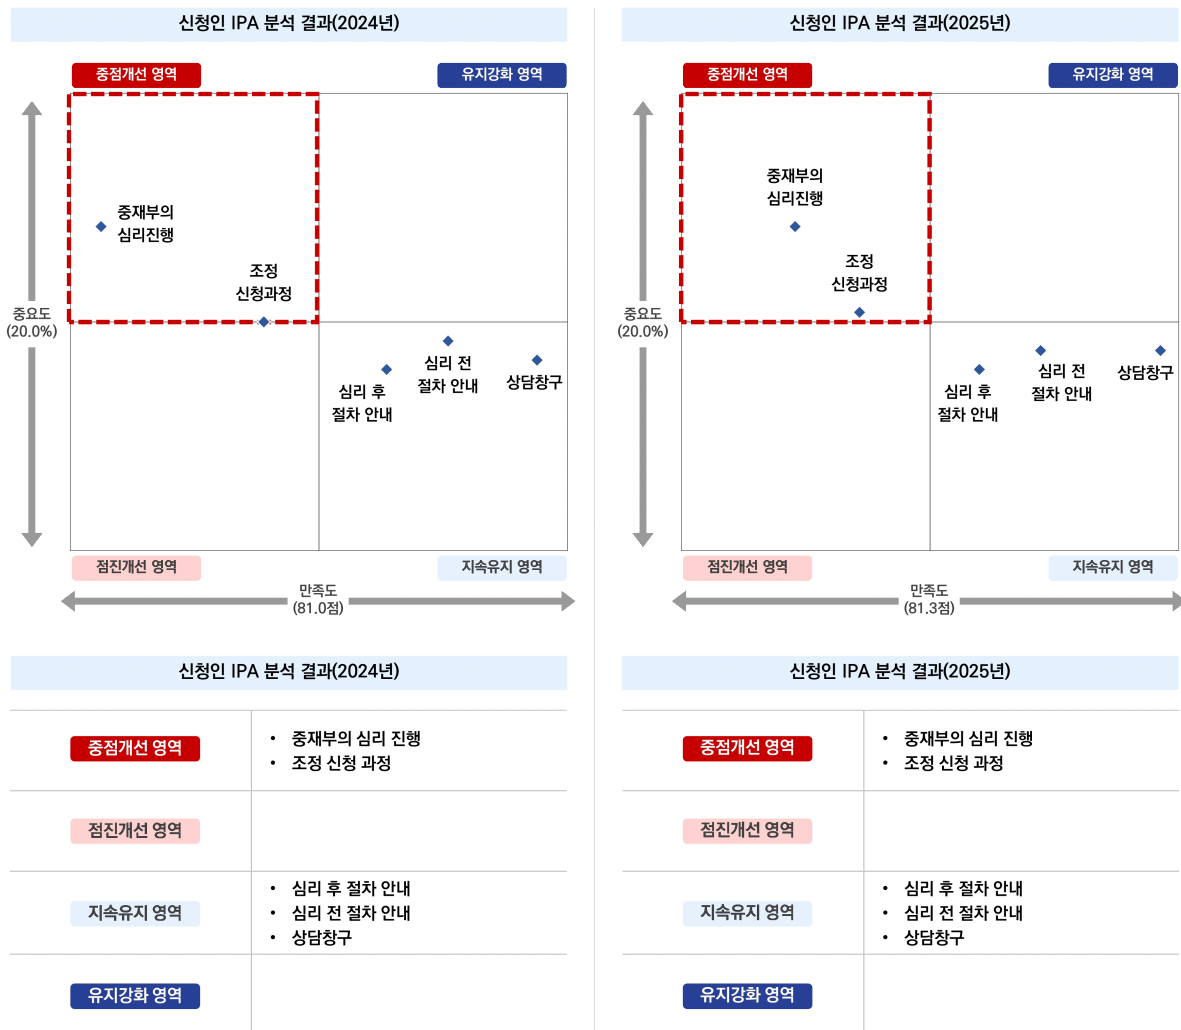 신청인 IPA 분석 결과(2024년)
중점개선 영역
유지강화 영역
중재부의
심리진행
조정
신청과정
중요도
(20.0%)
심리 전
절차 안내
상담창구
심리 후
절차 안내
점진개선 영역
지속유지 영역
만족도
(81.0점)
신청인 IPA 분석 결과(2025년)
중점개선 영역
유지강화 영역
중재부의
심리진행
조정
신청과정
중요도
(20.0%)
심리 전
절차 안내
상담창구
심리 후
절차 안내
점진개선 영역
지속유지 영역
만족도
(81.3점)
신청인 IPA 분석 결과(2024년)
중점개선 영역
• 중재부의 심리 진행
• 조정 신청 과정
점진개선 영역
지속유지 영역
• 심리 후 절차 안내
• 심리 전 절차 안내
• 상담창구
유지강화 영역
신청인 IPA 분석 결과(2025년)
중점개선 영역
• 중재부의 심리 진행
• 조정 신청 과정
점진개선 영역
지속유지 영역
• 심리 후 절차 안내
• 심리 전 절차 안내
• 상담창구
유지강화 영역